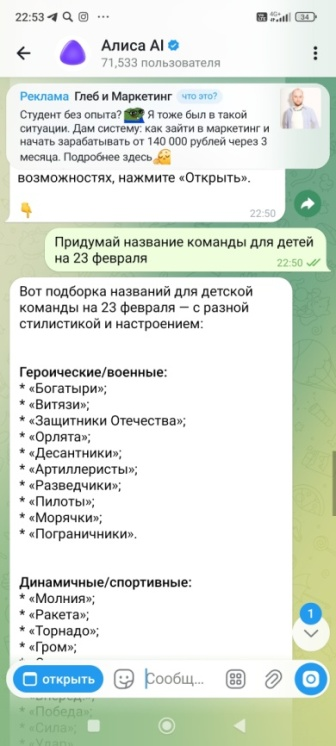 22:53
34
Алиса AI
71,533 пользователя
Реклама Глеб и Маркетинг что это?
Студент без опыта? Я тоже был в такой
ситуации. Дам систему: как зайти в маркетинг и
начать зарабатывать от 140 000 рублей через 3
месяца. Подробнее здесь
возможностях, нажмите «Открыть».
22:50
Придумай название команды для детей
на 23 февраля
22:50
Вот подборка названий для детской
команды на 23 февраля — с разной
стилистикой и настроением:
Героические/военные:
* «Богатыри»;
* «Витязи»;
* «Защитники Отечества»;
* «Орлята»;
* «Десантники»;
* «Артиллеристы»;
* «Разведчики»;
* «Пилоты»;
* «Морячки»;
* «Пограничники».
Динамичные/спортивные:
* «Молния»;
* «Ракета»;
* «Торнадо»;
* «Гром»;
1
открыть
Сообщ...
* «Победа»;
* «Сила»;